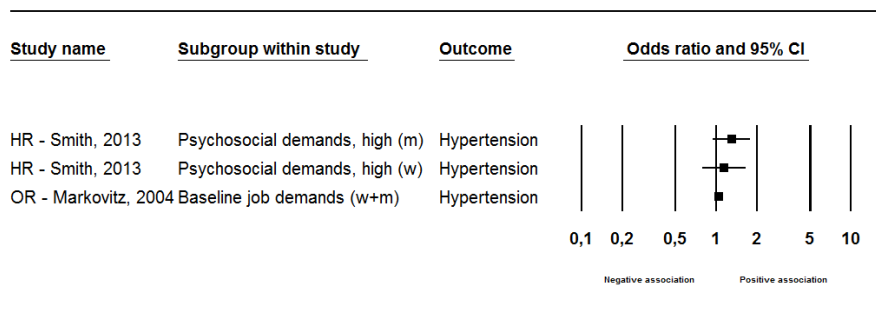 Study name Subgroup within study Outcome Odds ratio and 95% CI
HR - Smith, 2013 Psychosocial demands, high (m) Hypertension
HR - Smith, 2013 Psychosocial demands, high (w) Hypertension
OR - Markovitz, 2004 Baseline job demands (w+m) Hypertension
0,1 0,2 0,5 1 2 5 10
Negative association Positive association